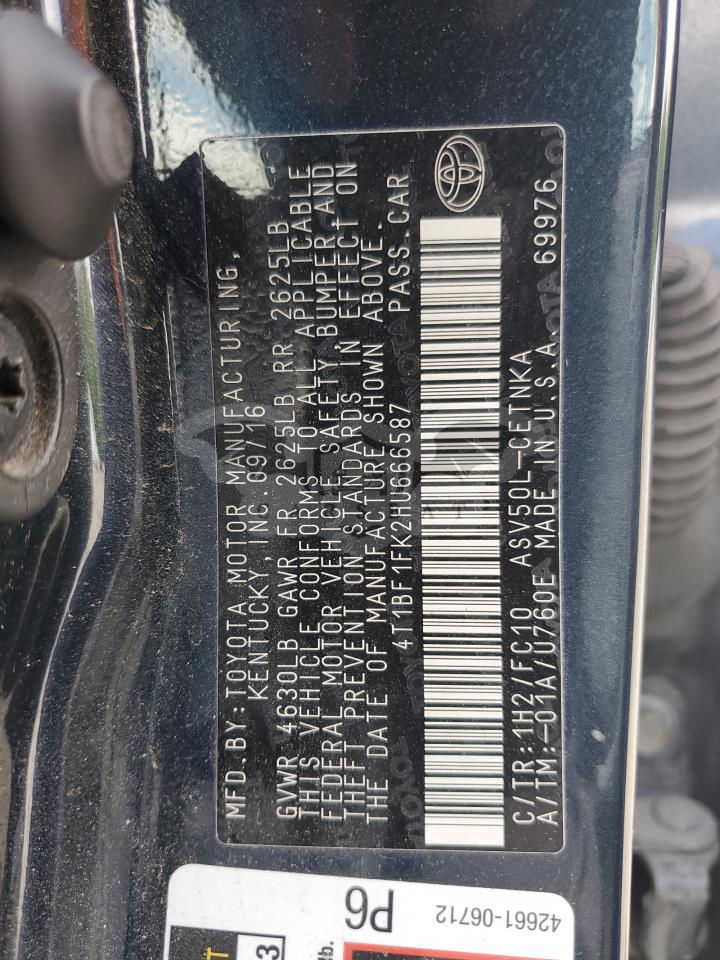 MFD.BY:TOYOTA MOTOR MANUFACTURING,
KENTUCKY, INC. 09/16
GVWR 4630LB GAWR FR 2625LB RR 2625LB
THIS VEHICLE CONFORMS TO ALL APPLICABLE
FEDERAL MOTOR VEHICLE SAFETY, BUMPER, AND
THEFT PREVENTION STANDARDS IN EFFECT ON
THE DATE OF MANUFACTURE SHOWN ABOVE.
4T1BF1FK2HU666587 PASS.CAR
C/TR:1H2/FC10 ASV50L-CETNKA
A/TM:-01A/U760E MADE IN U.S.A 69976
P6
42661-06712
3
lb.